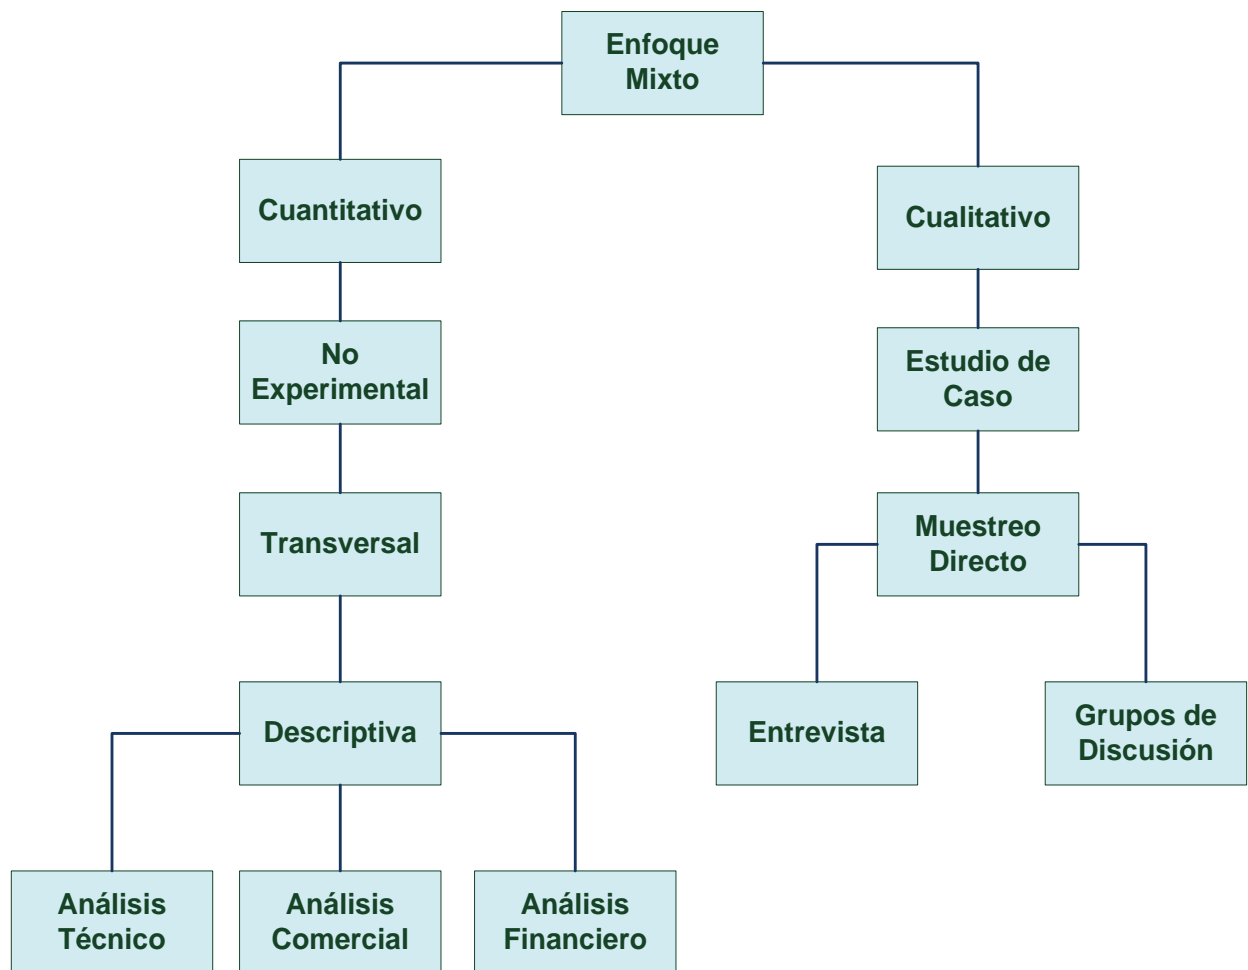 Enfoque
Mixto
Cuantitativo
Cualitativo
No
Experimental
Estudio de
Caso
Transversal
Muestreo
Directo
Descriptiva
Entrevista
Grupos de
Discusión
Análisis
Técnico
Análisis
Comercial
Análisis
Financiero